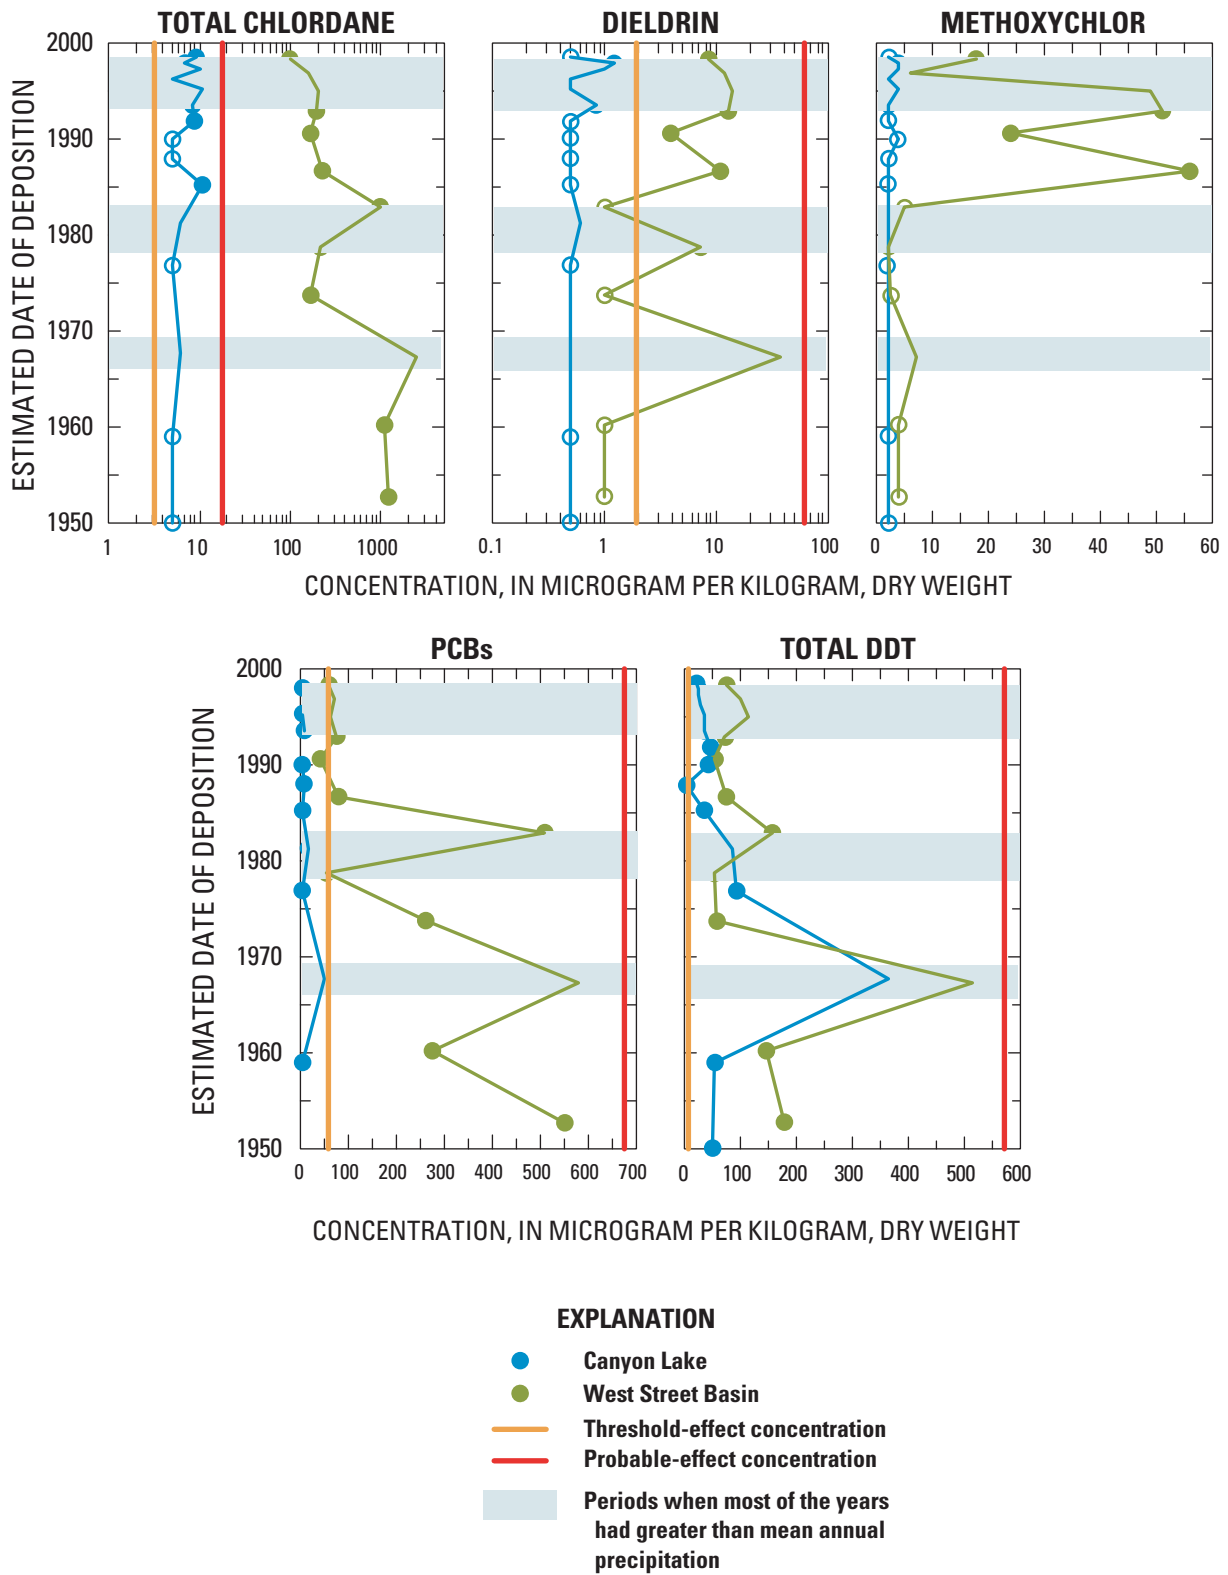 TOTAL CHLORDANE
DIELDRIN
METHOXYCHLOR
ESTIMATED DATE OF DEPOSITION
2000
1990
1980
1970
1960
1950
1 10 100 1000
0.1 1 10 100
0 10 20 30 40 50 60
CONCENTRATION, IN MICROGRAM PER KILOGRAM, DRY WEIGHT
PCBs
TOTAL DDT
ESTIMATED DATE OF DEPOSITION
2000
1990
1980
1970
1960
1950
0 100 200 300 400 500 600 700
0 100 200 300 400 500 600
CONCENTRATION, IN MICROGRAM PER KILOGRAM, DRY WEIGHT
EXPLANATION
Canyon Lake
West Street Basin
Threshold-effect concentration
Probable-effect concentration
Periods when most of the years
had greater than mean annual
precipitation